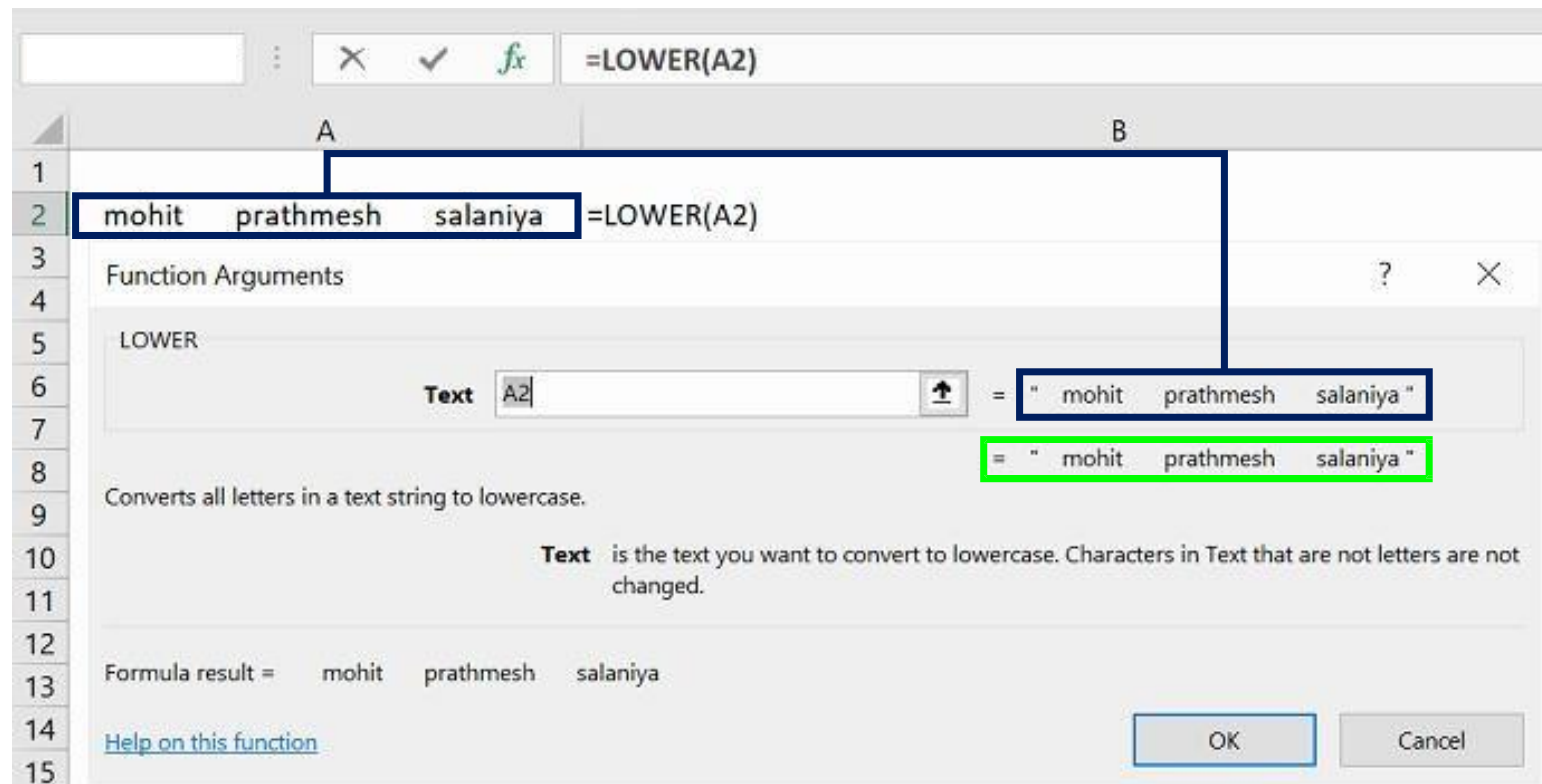 fx =LOWER(A2)
A B
1
2 mohit prathmesh salaniya =LOWER(A2)
3
Function Arguments ? X
4
5 LOWER
6 Text A2 = " mohit prathmesh salaniya "
7
= " mohit prathmesh salaniya "
8
Converts all letters in a text string to lowercase.
9
10 Text is the text you want to convert to lowercase. Characters in Text that are not letters are not
11 changed.
12
Formula result = mohit prathmesh salaniya
13
14 Help on this function OK Cancel
15